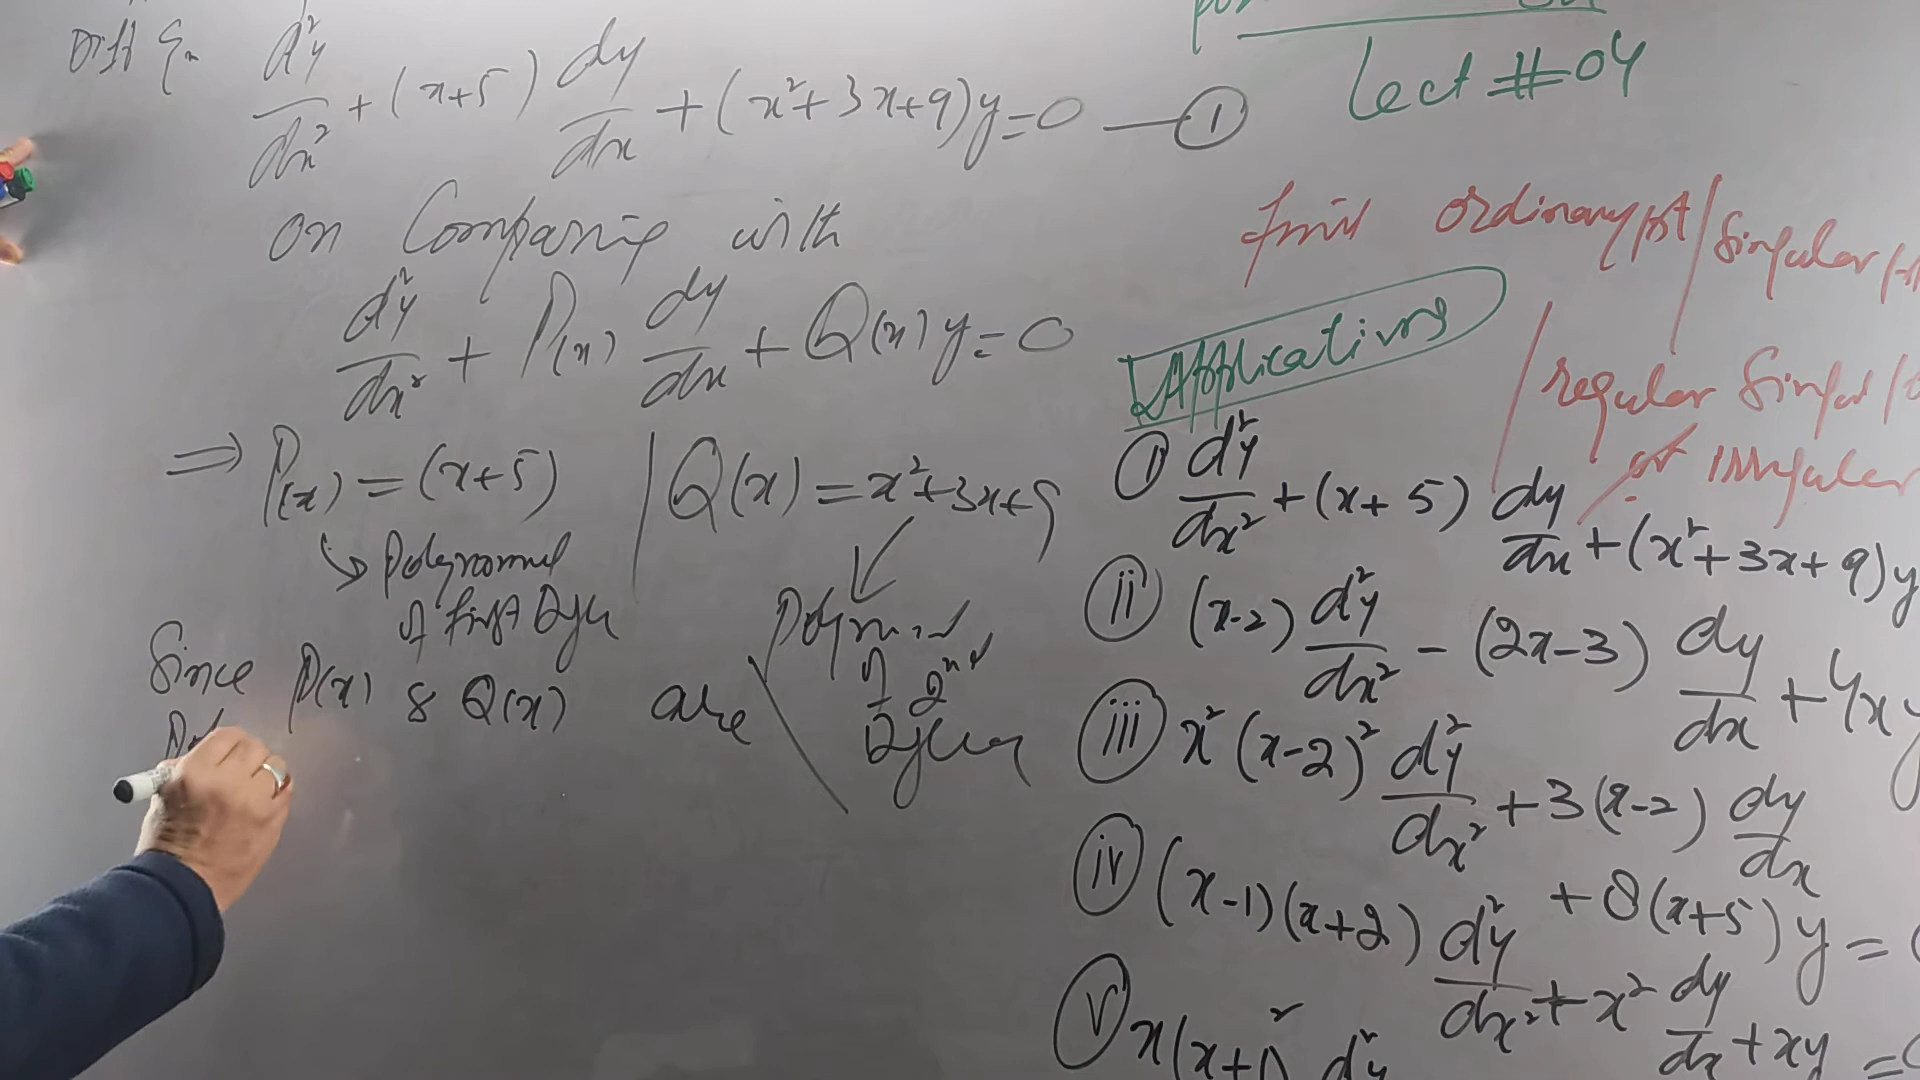 Diff Eq d²y/dx² + (x+5) dy/dx + (x²+3x+9)y=0 —①
on Comparing with
d²y/dx² + P(x) dy/dx + Q(x)y=0
⇒ P(x) = (x+5) | Q(x) = x²+3x+9
↳ Polynomial
of first Degree
Polynomial
of 2nd
Degree
Since P(x) & Q(x) are
Lect #04
find ordinary pt/Singular pt
/regular Singular
pt irregular
Applications
(i) d²y/dx² + (x+5) dy/dx + (x²+3x+9)y
(ii) (x-2) d²y/dx² - (2x-3) dy/dx + 4xy
(iii) x²(x-2)² d²y/dx² + 3(x-2) dy/dx
+ 8(x+5)y =
(iv) (x-1)(x+2) d²y/dx² + x² dy/dx + xy =
(v) x(x+1)² d²y